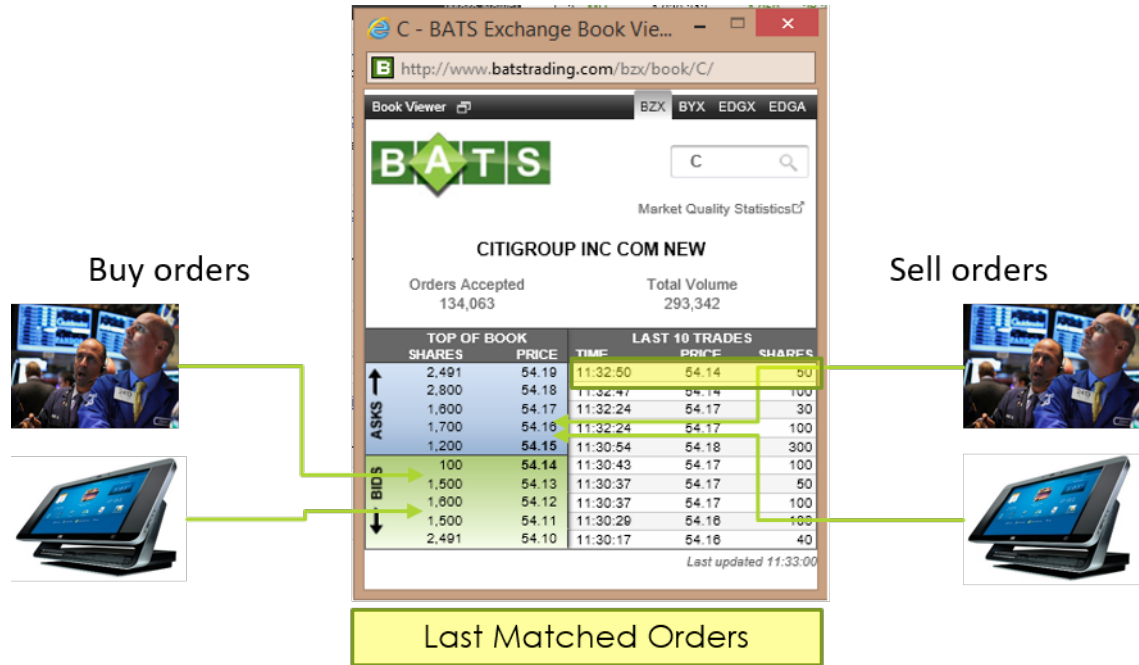 C - BATS Exchange Book Vie...
http://www.batstrading.com/bzx/book/C/
Book Viewer BZX BYX EDGX EDGA
BATS
C
Market Quality Statistics
CITIGROUP INC COM NEW
Orders Accepted Total Volume
134,063 293,342
Buy orders
Sell orders
TOP OF BOOK LAST 10 TRADES
SHARES PRICE TIME PRICE SHARES
ASKS
2,491 54.19 11:32:50 54.14 50
2,800 54.18 11:32:47 54.14 100
1,600 54.17 11:32:24 54.17 30
1,700 54.16 11:32:24 54.17 100
1,200 54.15 11:30:54 54.18 300
BIDS
100 54.14 11:30:43 54.17 100
1,500 54.13 11:30:37 54.17 50
1,600 54.12 11:30:37 54.17 100
1,500 54.11 11:30:29 54.16 100
2,491 54.10 11:30:17 54.16 40
Last updated 11:33:00
Last Matched Orders